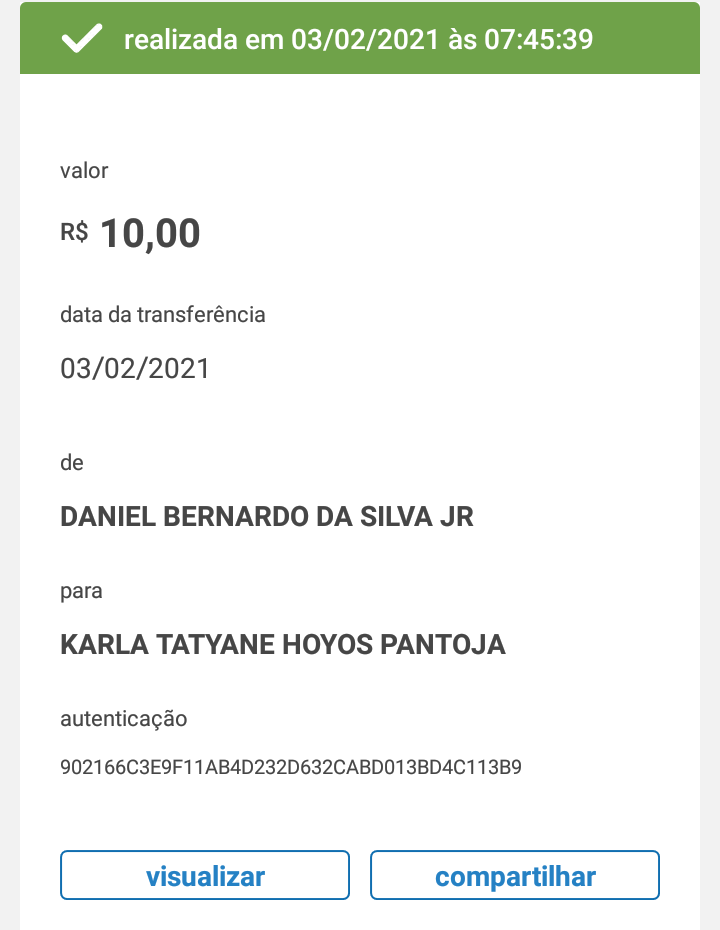 realizada em 03/02/2021 às 07:45:39
valor
R$ 10,00
data da transferência
03/02/2021
de
DANIEL BERNARDO DA SILVA JR
para
KARLA TATYANE HOYOS PANTOJA
autenticação
902166C3E9F11AB4D232D632CABD013BD4C113B9
visualizar
compartilhar